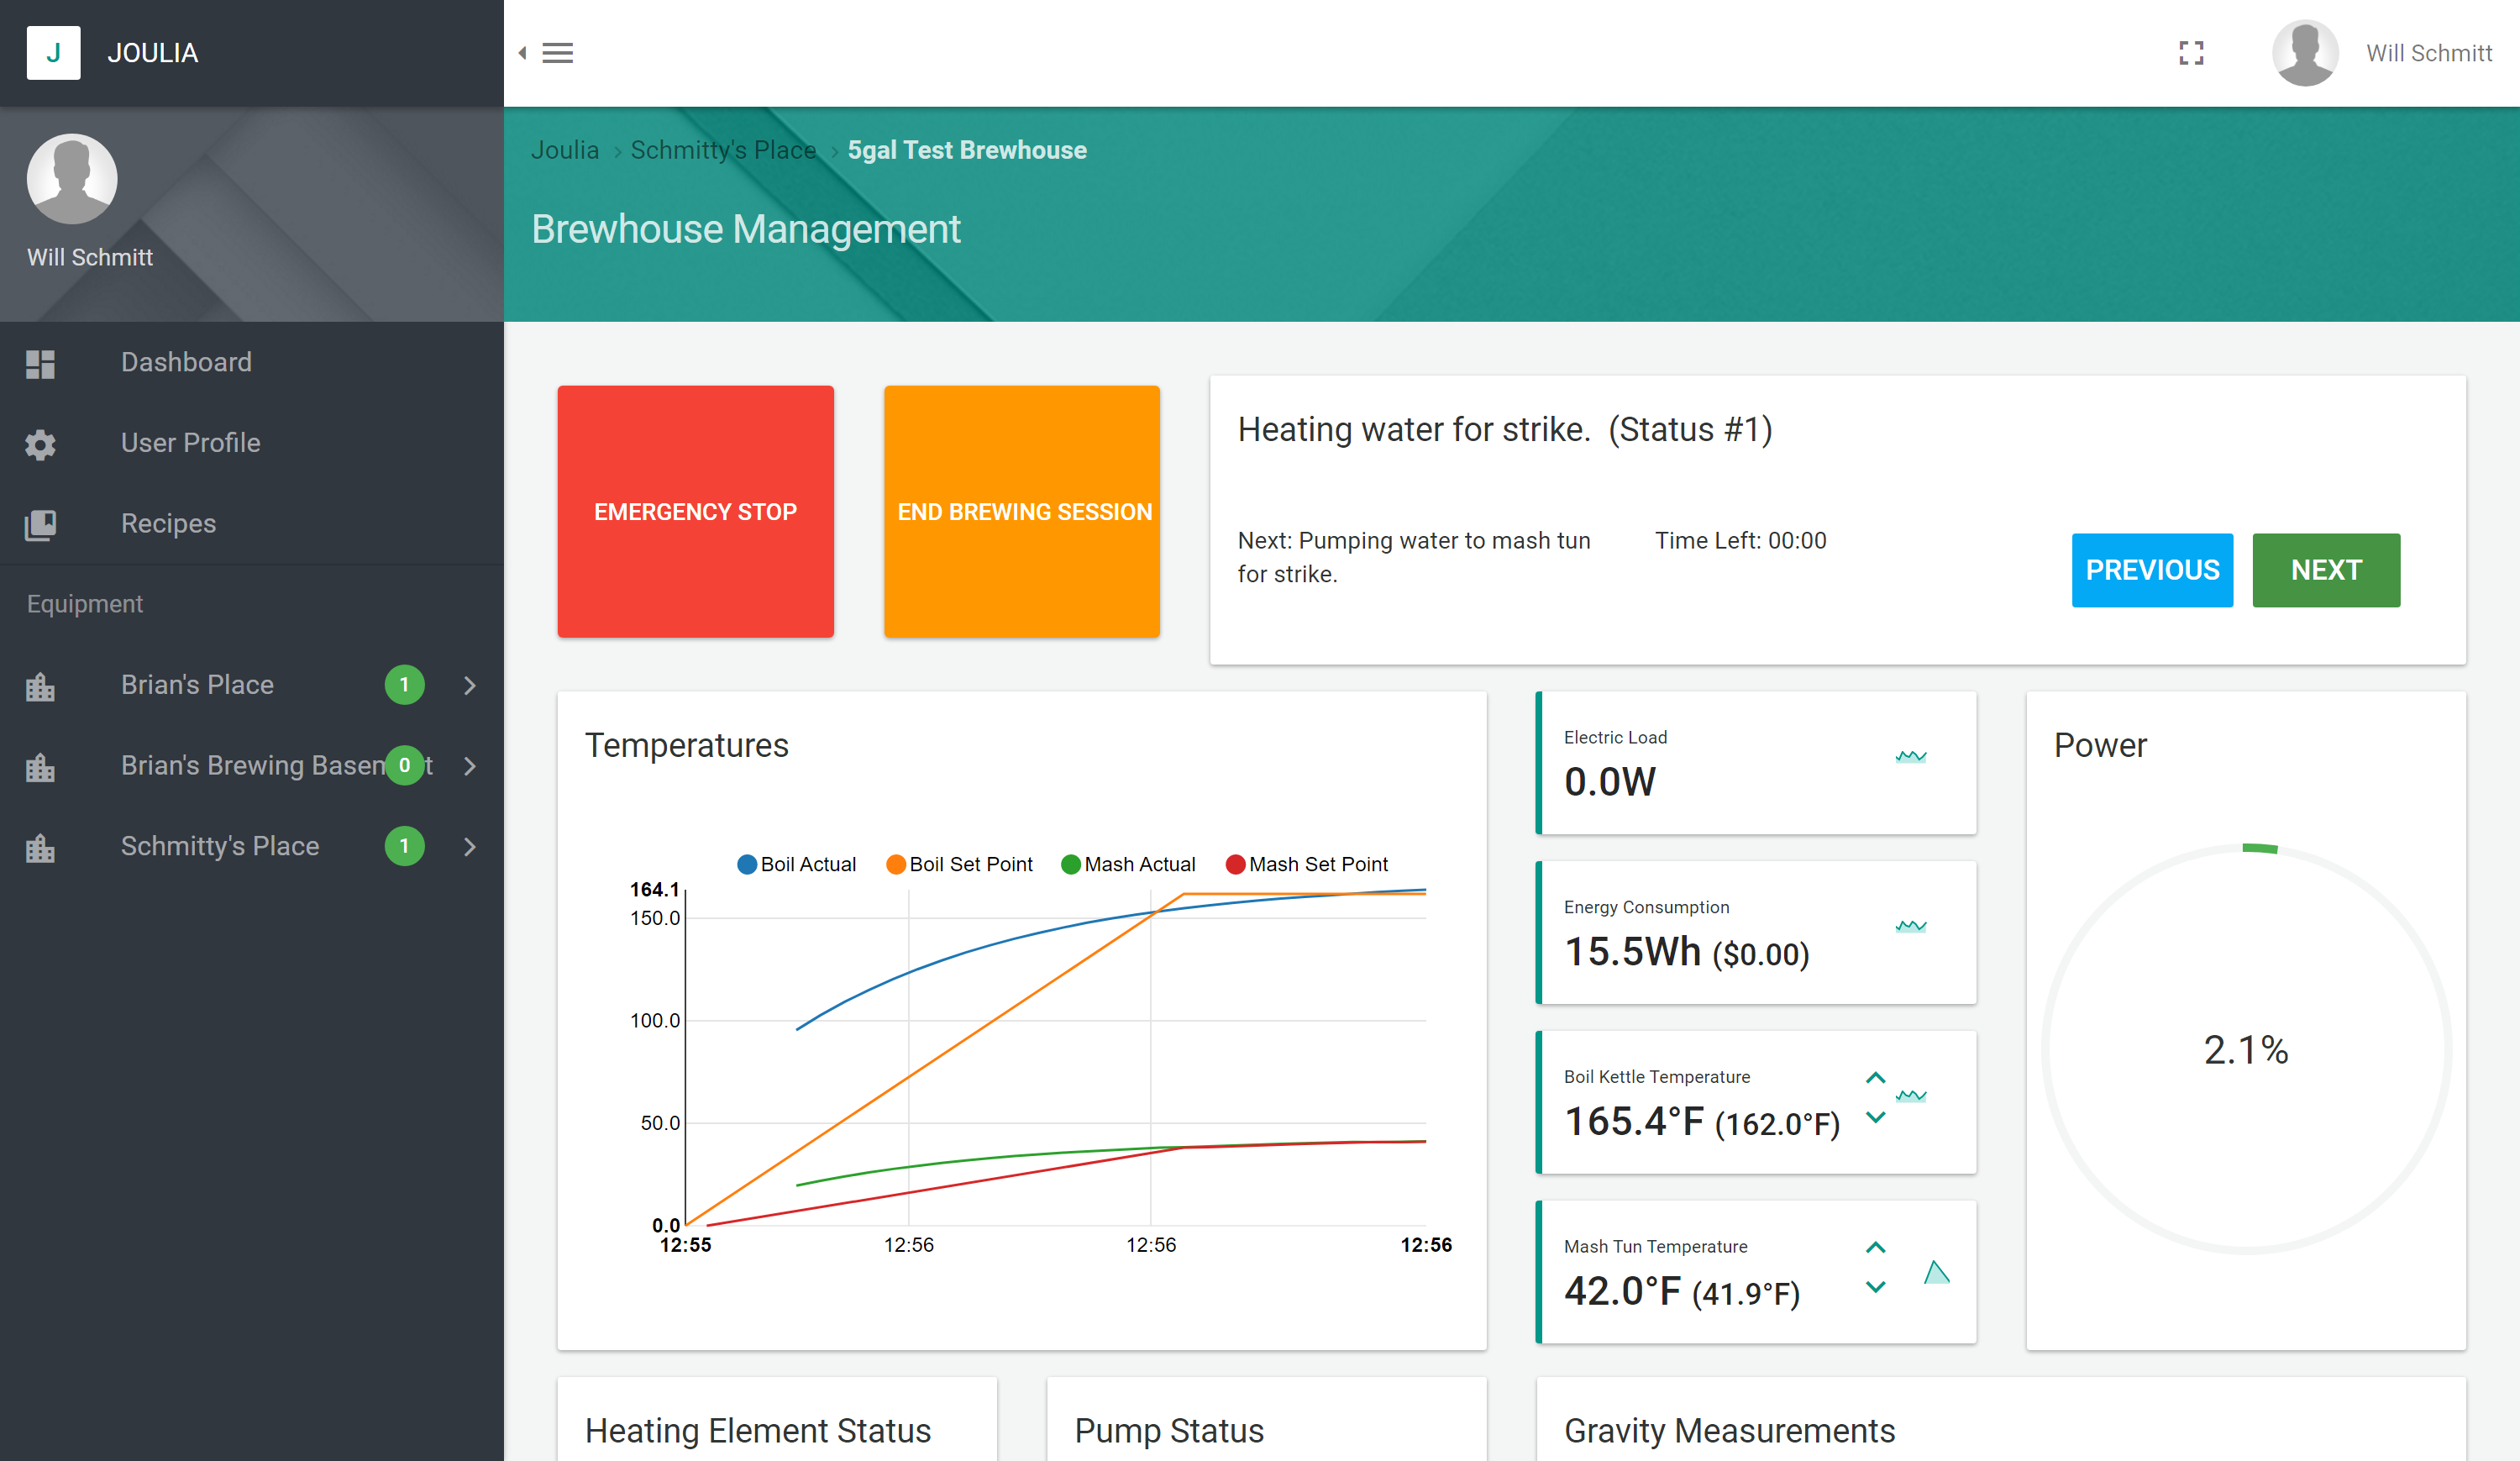 J JOULIA
Will Schmitt
Will Schmitt
Dashboard
User Profile
Recipes
Equipment
Brian's Place 1
Brian's Brewing 0
Schmitty's Place 1
Joulia › Schmitty's Place › 5gal Test Brewhouse
Brewhouse Management
EMERGENCY STOP
END BREWING SESSION
Heating water for strike. (Status #1)
Next: Pumping water to mash tun
for strike.
Time Left: 00:00
PREVIOUS
NEXT
Temperatures
Boil Actual Boil Set Point Mash Actual Mash Set Point
164.1
150.0
100.0
50.0
0.0
12:55 12:56 12:56 12:56
Electric Load
0.0W
Energy Consumption
15.5Wh ($0.00)
Boil Kettle Temperature
165.4°F (162.0°F)
Mash Tun Temperature
42.0°F (41.9°F)
Power
2.1%
Heating Element Status
Pump Status
Gravity Measurements